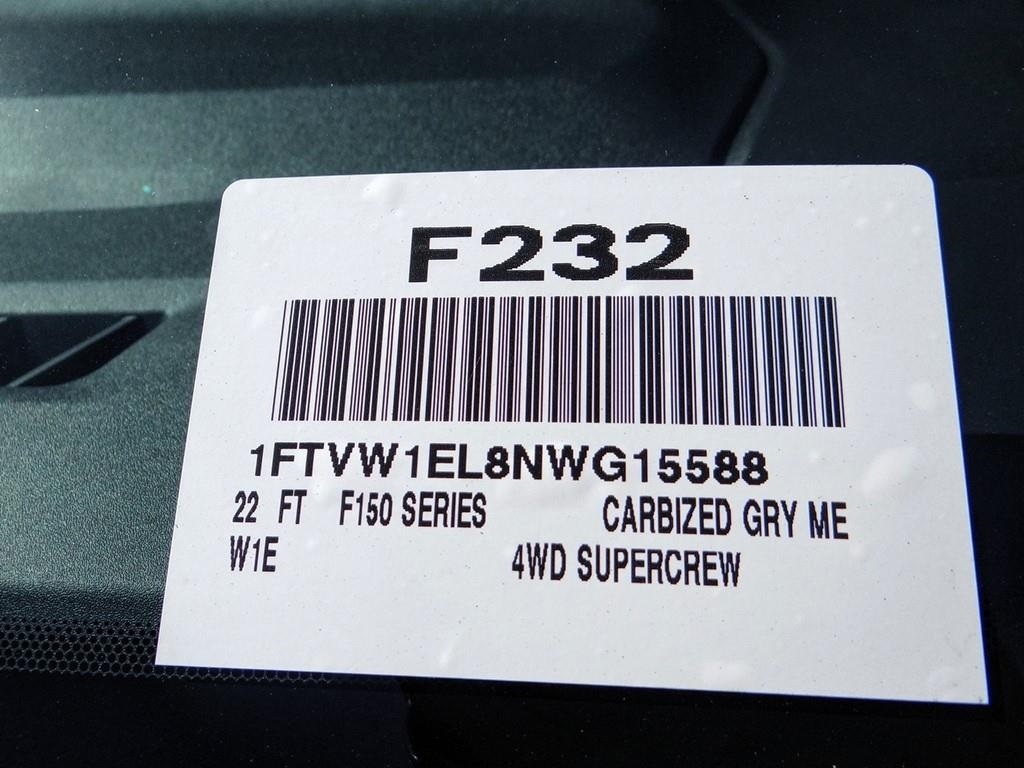 F232
1FTVW1EL8NWG15588
22 FT F150 SERIES CARBIZED GRY ME
W1E 4WD SUPERCREW